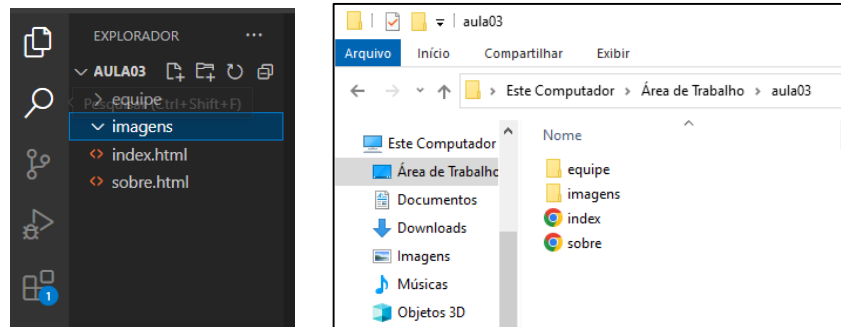 EXPLORADOR
AULA03
equipe
Pesquisar (Ctrl+Shift+F)
imagens
index.html
sobre.html
1
aula03
Arquivo Início Compartilhar Exibir
Este Computador Área de Trabalho aula03
Este Computador
Área de Trabalho
Documentos
Downloads
Imagens
Músicas
Objetos 3D
Nome
equipe
imagens
index
sobre